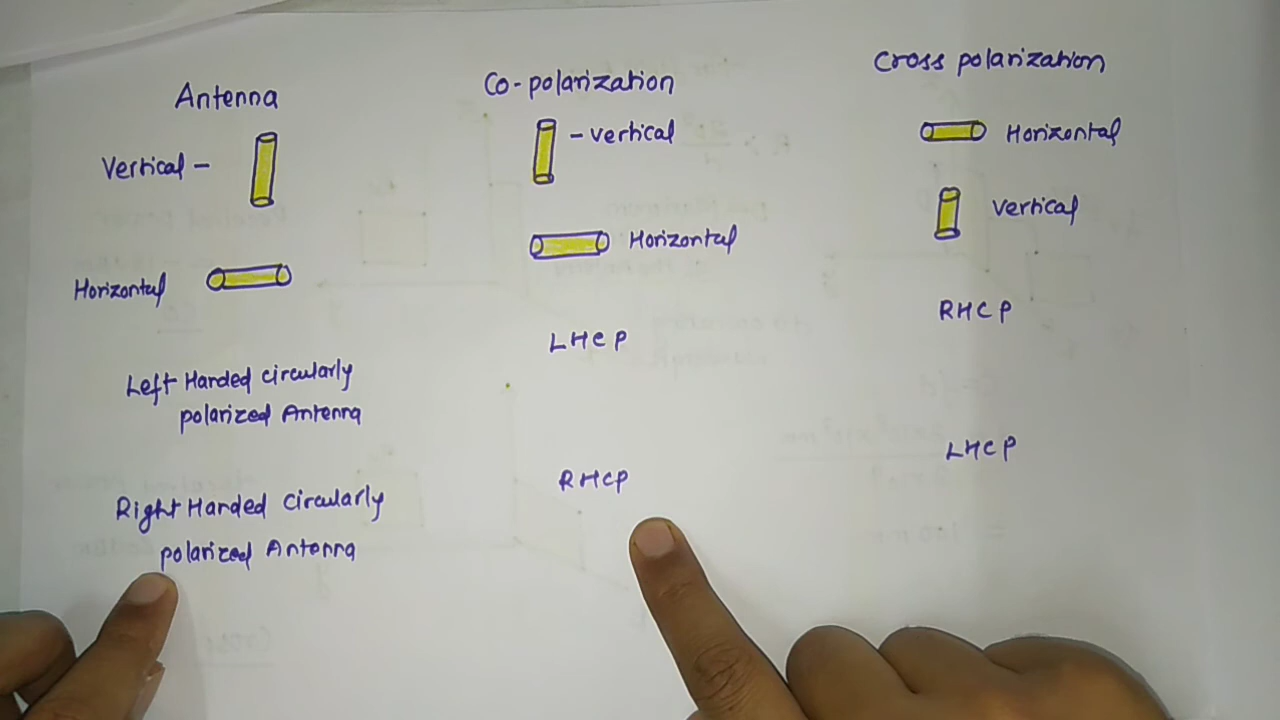 Antenna
Co-polarization
Cross polarization
Vertical -
- vertical
Horizontal
Horizontal
Horizontal
vertical
Left Handed circularly
polarized Antenna
LHCP
RHCP
Right Handed Circularly
polarized Antenna
RHCP
LHCP